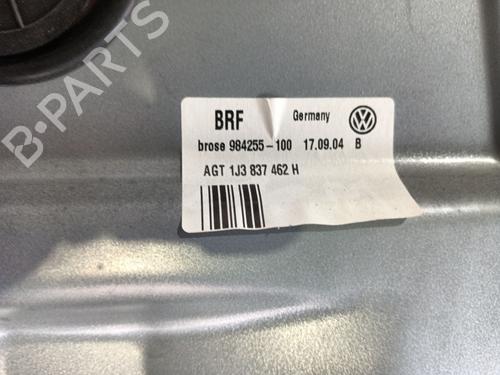 B-PARTS
BRF Germany
brose 984255-100 17.09.04 B
AGT 1J3 837 462 H